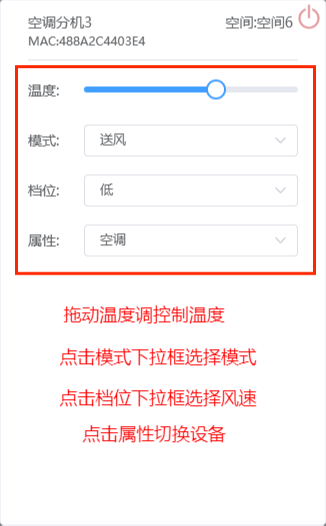 空调分机3 空间:空间6
MAC:488A2C4403E4
温度:
模式: 送风
档位: 低
属性: 空调
拖动温度调控制温度
点击模式下拉框选择模式
点击档位下拉框选择风速
点击属性切换设备